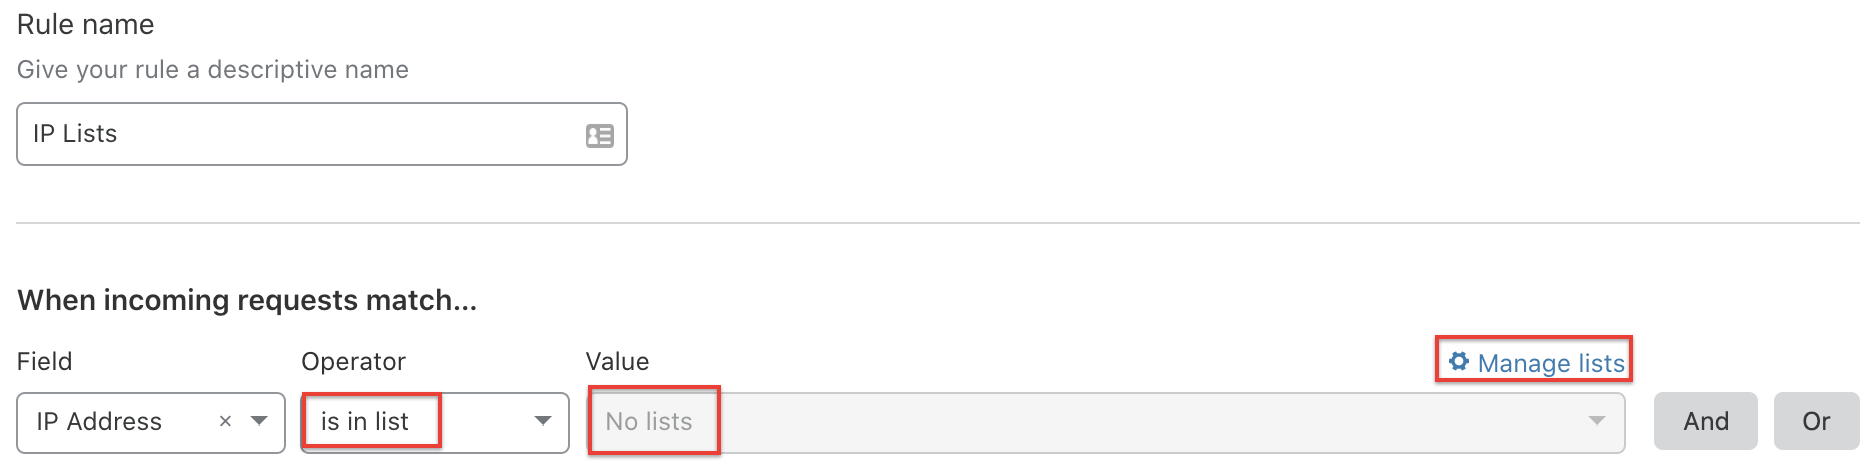 Rule name
Give your rule a descriptive name
IP Lists
When incoming requests match...
Field Operator Value Manage lists
IP Address × is in list No lists And Or